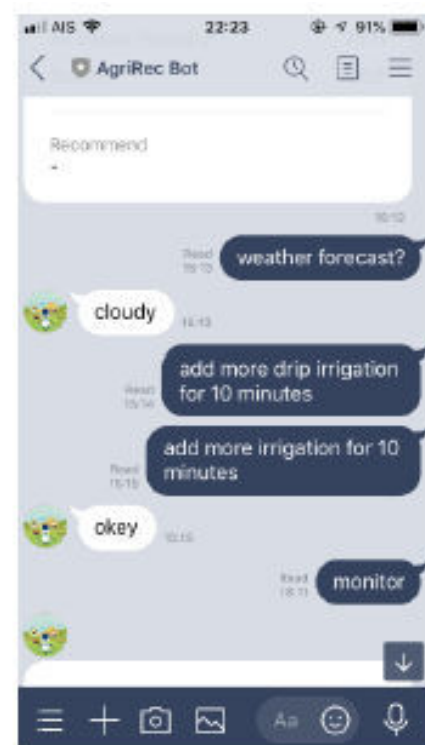 AIS 22:23 91%
AgriRec Bot
Recommend
-
weather forecast?
cloudy
add more drip irrigation
for 10 minutes
add more irrigation for 10
minutes
okey
Read
monitor
Aa